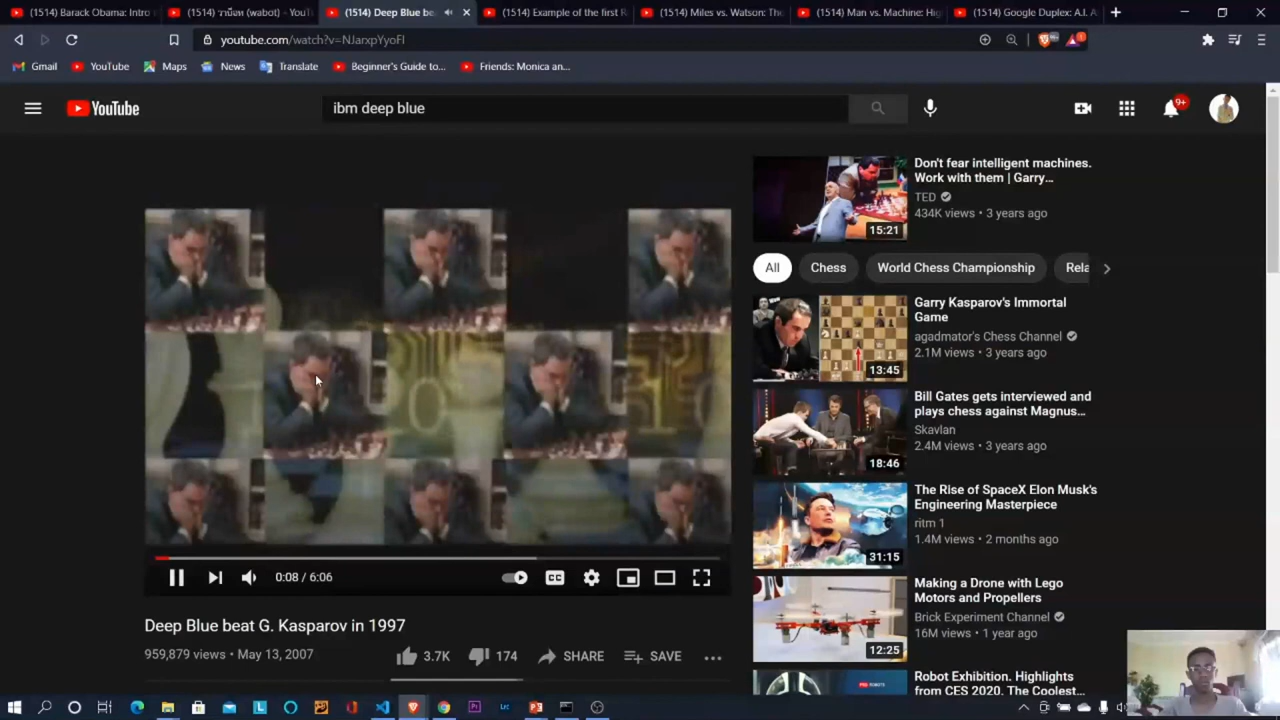 (1514) Barack Obama: Intro
(1514) วาบ็อท (wabot) - YouT
(1514) Deep Blue be
(1514) Example of the first R
(1514) Miles vs. Watson: The
(1514) Man vs. Machine: Hig
(1514) Google Duplex: A.I. A
youtube.com/watch?v=NJarxpYyoFI
Gmail YouTube Maps News Translate Beginner's Guide to... Friends: Monica an...
YouTube
ibm deep blue
9+
Don't fear intelligent machines.
Work with them | Garry...
TED
434K views • 3 years ago
15:21
All Chess World Chess Championship Rela
Garry Kasparov's Immortal
Game
agadmator's Chess Channel
2.1M views • 3 years ago
13:45
Bill Gates gets interviewed and
plays chess against Magnus...
Skavlan
2.4M views • 3 years ago
18:46
The Rise of SpaceX Elon Musk's
Engineering Masterpiece
ritm 1
1.4M views • 2 months ago
31:15
Making a Drone with Lego
Motors and Propellers
Brick Experiment Channel
16M views • 1 year ago
12:25
Robot Exhibition. Highlights
from CES 2020. The Coolest...
0:08 / 6:06
CC
Deep Blue beat G. Kasparov in 1997
959,879 views • May 13, 2007
3.7K 174 SHARE SAVE